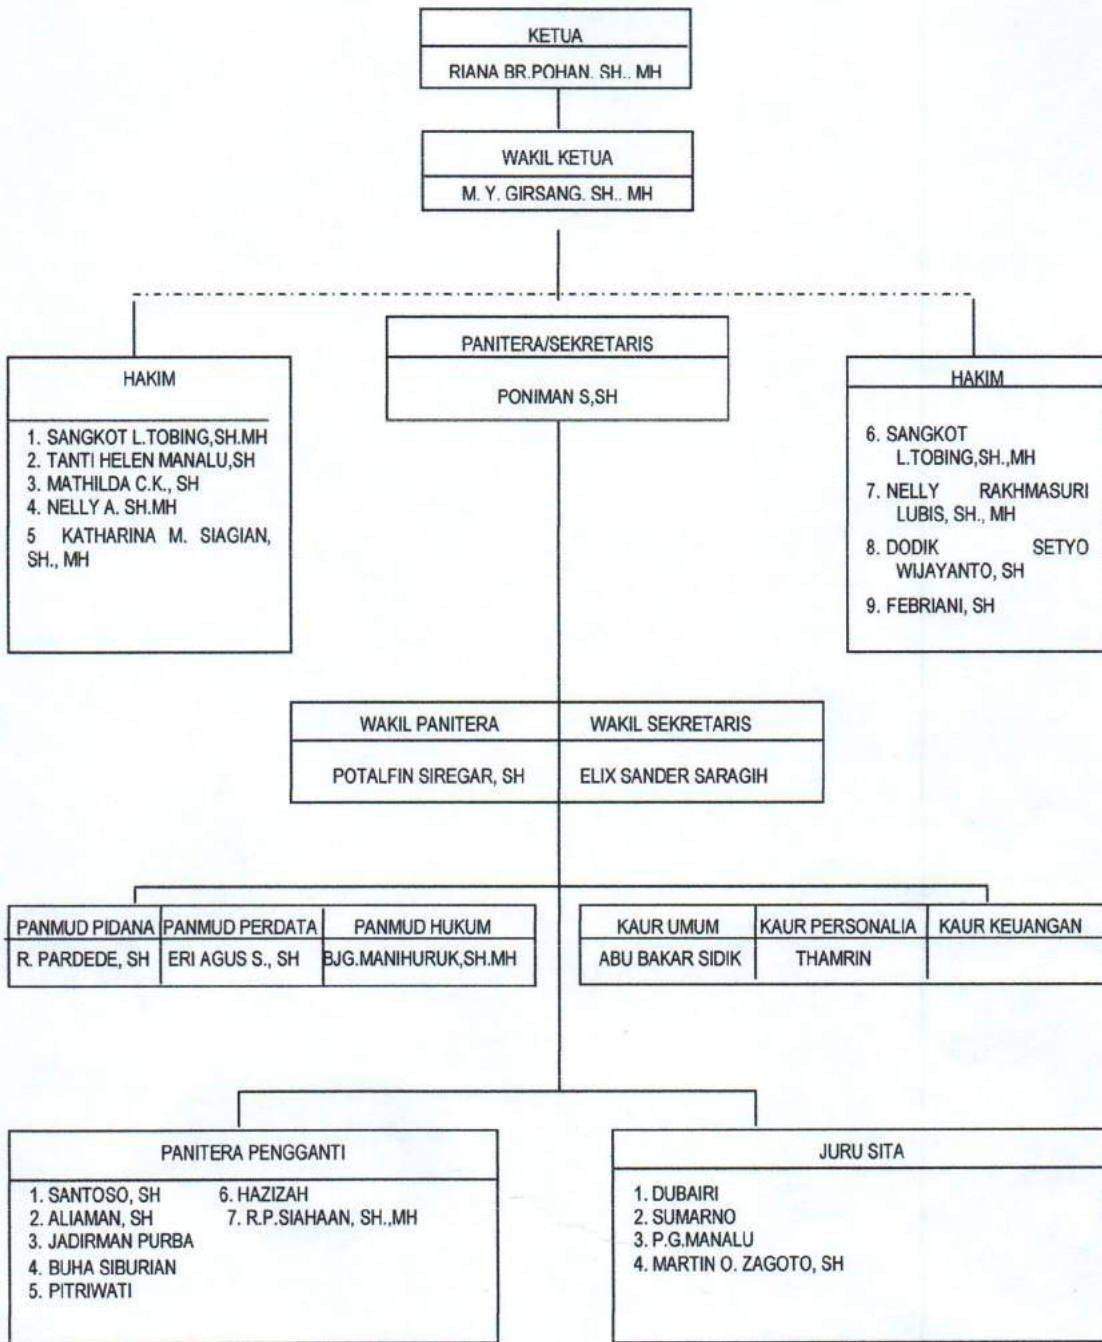 KETUA
RIANA BR.POHAN. SH.. MH
WAKIL KETUA
M. Y. GIRSANG. SH.. MH
PANITERA/SEKRETARIS
PONIMAN S,SH
HAKIM
1. SANGKOT L.TOBING,SH.MH
2. TANTI HELEN MANALU,SH
3. MATHILDA C.K., SH
4. NELLY A. SH.MH
5 KATHARINA M. SIAGIAN,
SH., MH
HAKIM
6. SANGKOT
L.TOBING,SH.,MH
7. NELLY RAKHMASURI
LUBIS, SH., MH
8. DODIK SETYO
WIJAYANTO, SH
9. FEBRIANI, SH
WAKIL PANITERA
POTALFIN SIREGAR, SH
WAKIL SEKRETARIS
ELIX SANDER SARAGIH
PANMUD PIDANA
R. PARDEDE, SH
PANMUD PERDATA
ERI AGUS S., SH
PANMUD HUKUM
BJG.MANIHURUK,SH.MH
KAUR UMUM
ABU BAKAR SIDIK
KAUR PERSONALIA
THAMRIN
KAUR KEUANGAN
PANITERA PENGGANTI
1. SANTOSO, SH
2. ALIAMAN, SH
3. JADIRMAN PURBA
4. BUHA SIBURIAN
5. PITRIWATI
6. HAZIZAH
7. R.P.SIAHAAN, SH.,MH
JURU SITA
1. DUBAIRI
2. SUMARNO
3. P.G.MANALU
4. MARTIN O. ZAGOTO, SH